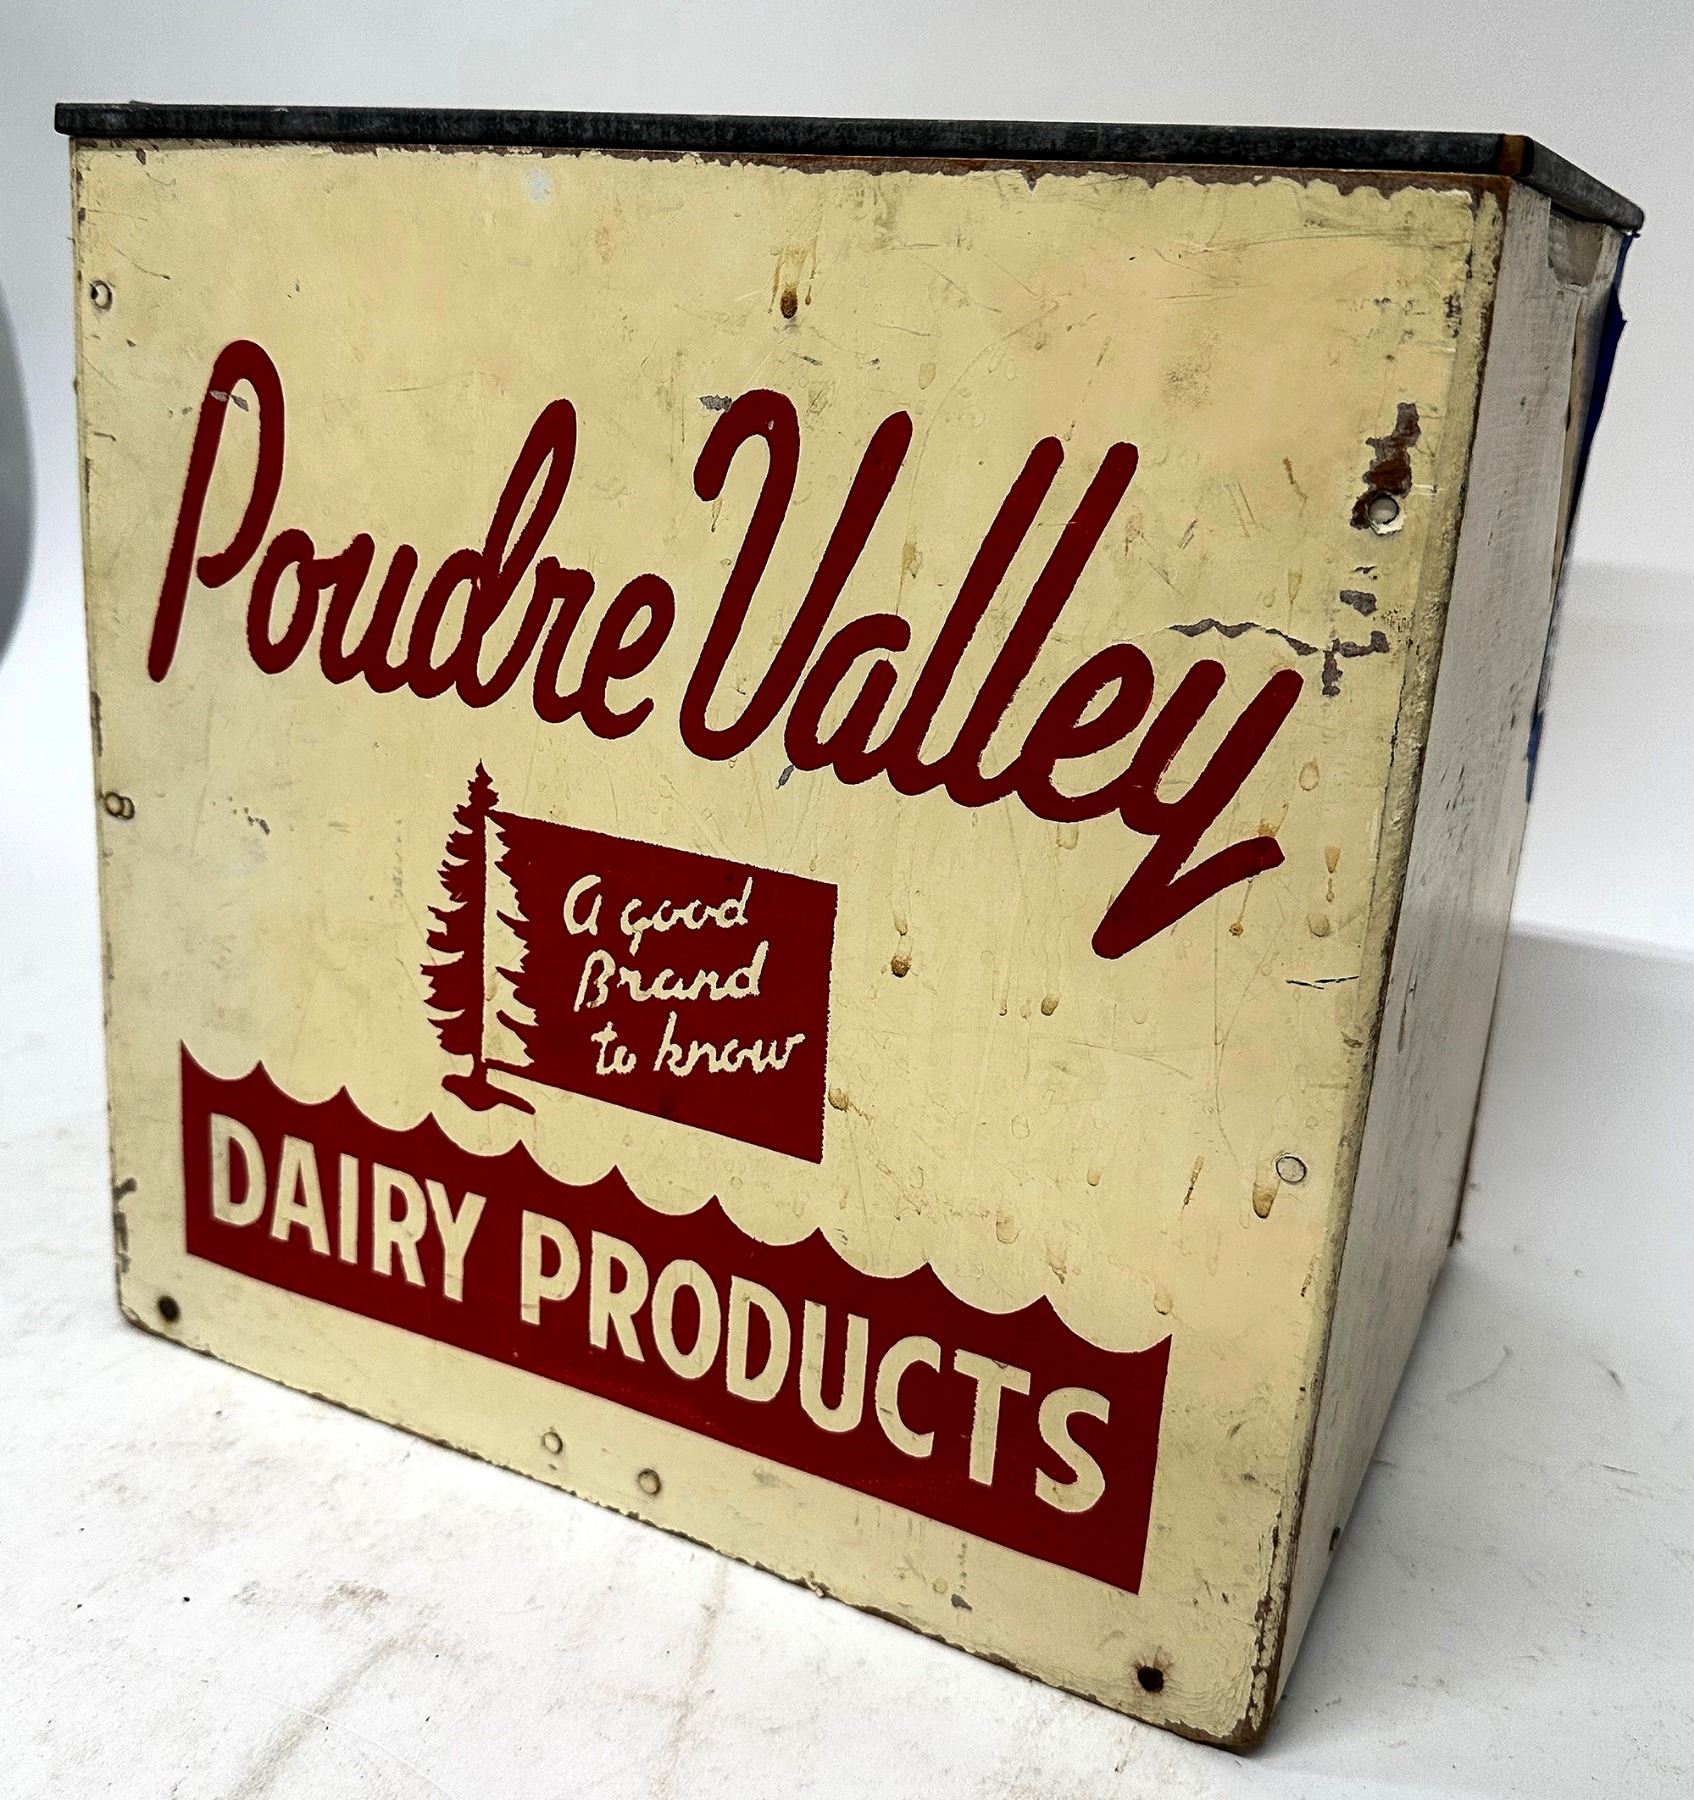 Poudre Valley
A good
Brand
to know
DAIRY PRODUCTS